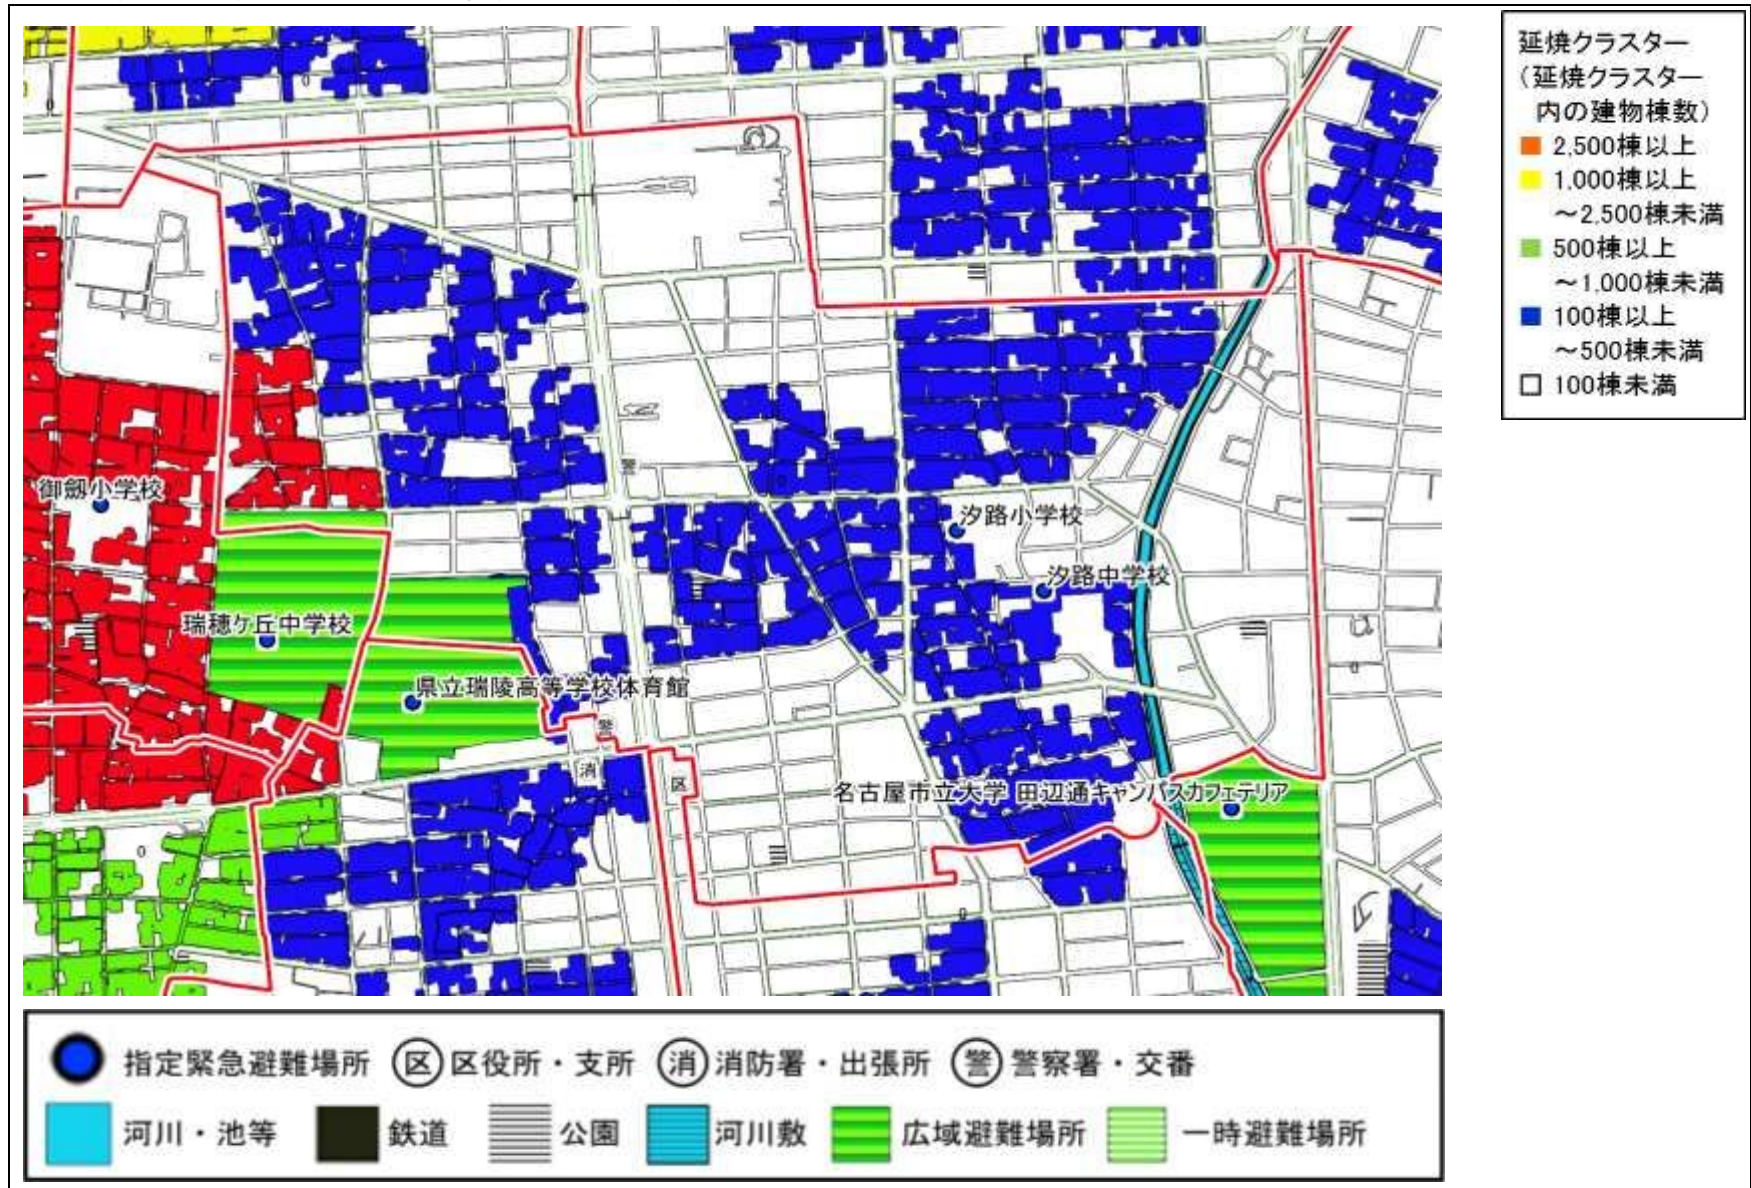 延焼クラスター
(延焼クラスター
内の建物棟数)
2,500棟以上
1,000棟以上
~2,500棟未満
500棟以上
~1,000棟未満
100棟以上
~500棟未満
100棟未満
御劔小学校
汐路小学校
汐路中学校
瑞穂ケ丘中学校
県立瑞陵高等学校体育館
警
消
区
名古屋市立大学 田辺通キャンパスカフェテリア
指定緊急避難場所 区 区役所・支所 消 消防署・出張所 警 警察署・交番
河川・池等 鉄道 公園 河川敷 広域避難場所 一時避難場所